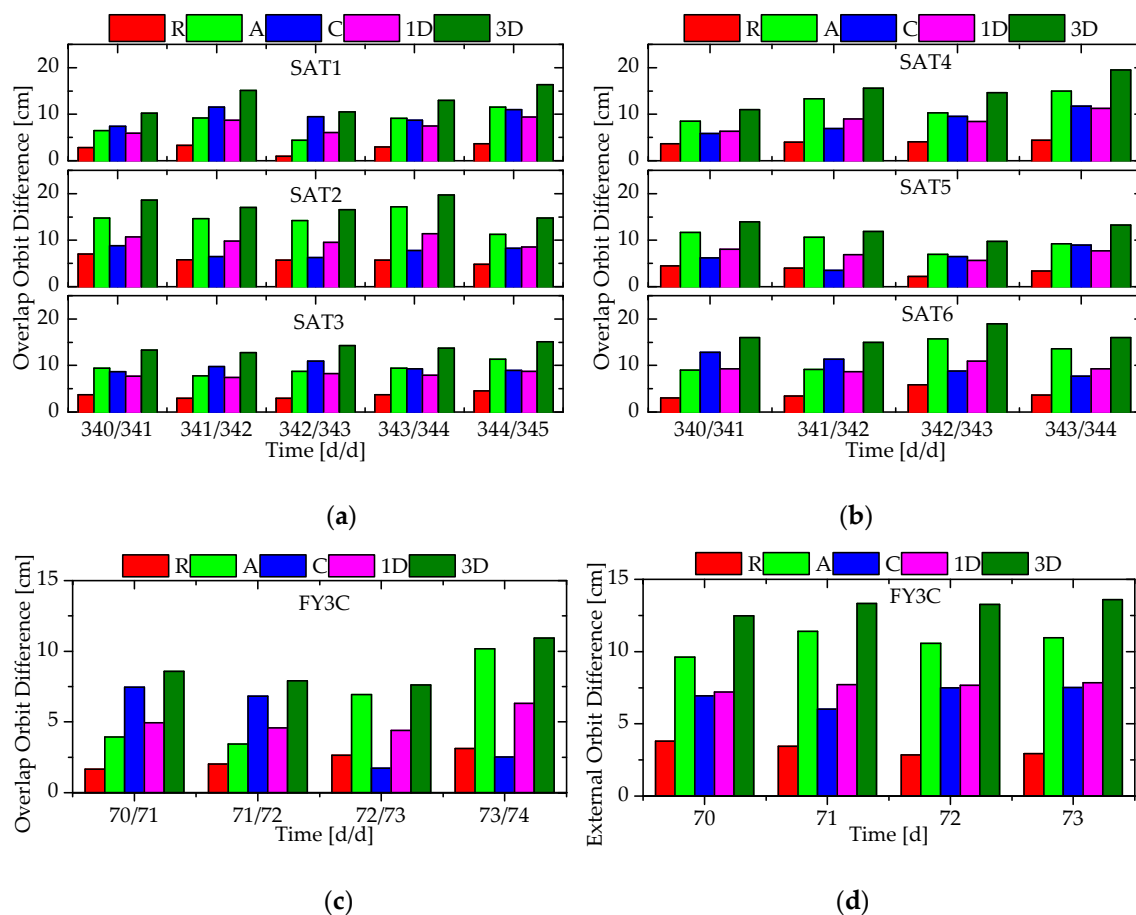 R A C 1D 3D
Overlap Orbit Difference [cm]
SAT1
20
10
0
SAT2
20
10
0
SAT3
20
10
0
340/341 341/342 342/343 343/344 344/345
Time [d/d]
(a)
R A C 1D 3D
Overlap Orbit Difference [cm]
SAT4
20
10
0
SAT5
20
10
0
SAT6
20
10
0
340/341 341/342 342/343 343/344
Time [d/d]
(b)
R A C 1D 3D
Overlap Orbit Difference [cm]
FY3C
15
10
5
0
70/71 71/72 72/73 73/74
Time [d/d]
(c)
R A C 1D 3D
External Orbit Difference [cm]
FY3C
15
10
5
0
70 71 72 73
Time [d]
(d)